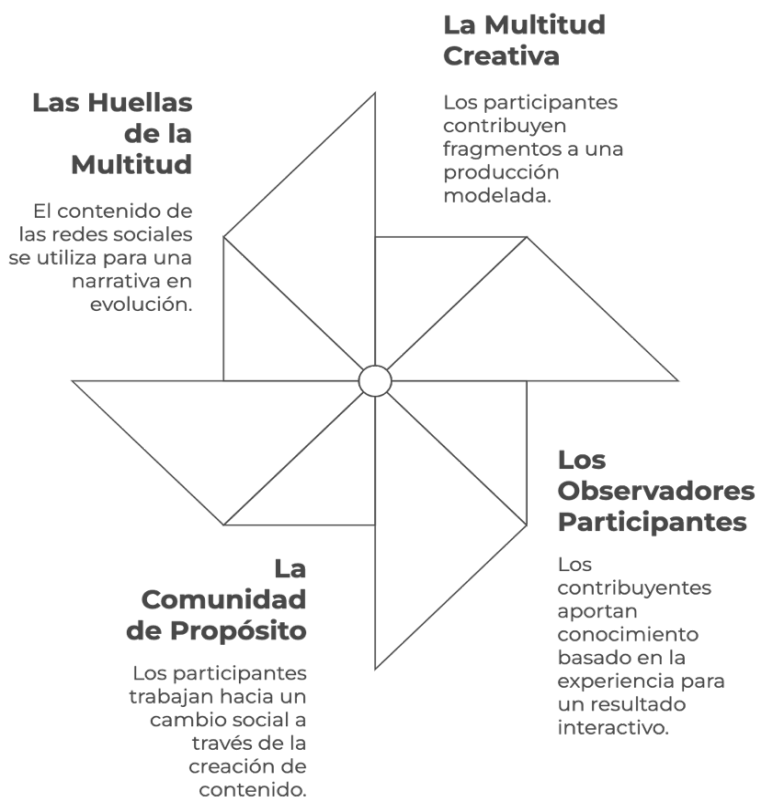 La Multitud
Creativa
Los participantes
contribuyen
fragmentos a una
producción
modelada.
Las Huellas
de la
Multitud
El contenido de
las redes sociales
se utiliza para una
narrativa en
evolución.
Los
Observadores
Participantes
Los
contribuyentes
aportan
conocimiento
basado en la
experiencia para
un resultado
interactivo.
La
Comunidad
de Propósito
Los participantes
trabajan hacia un
cambio social a
través de la
creación de
contenido.